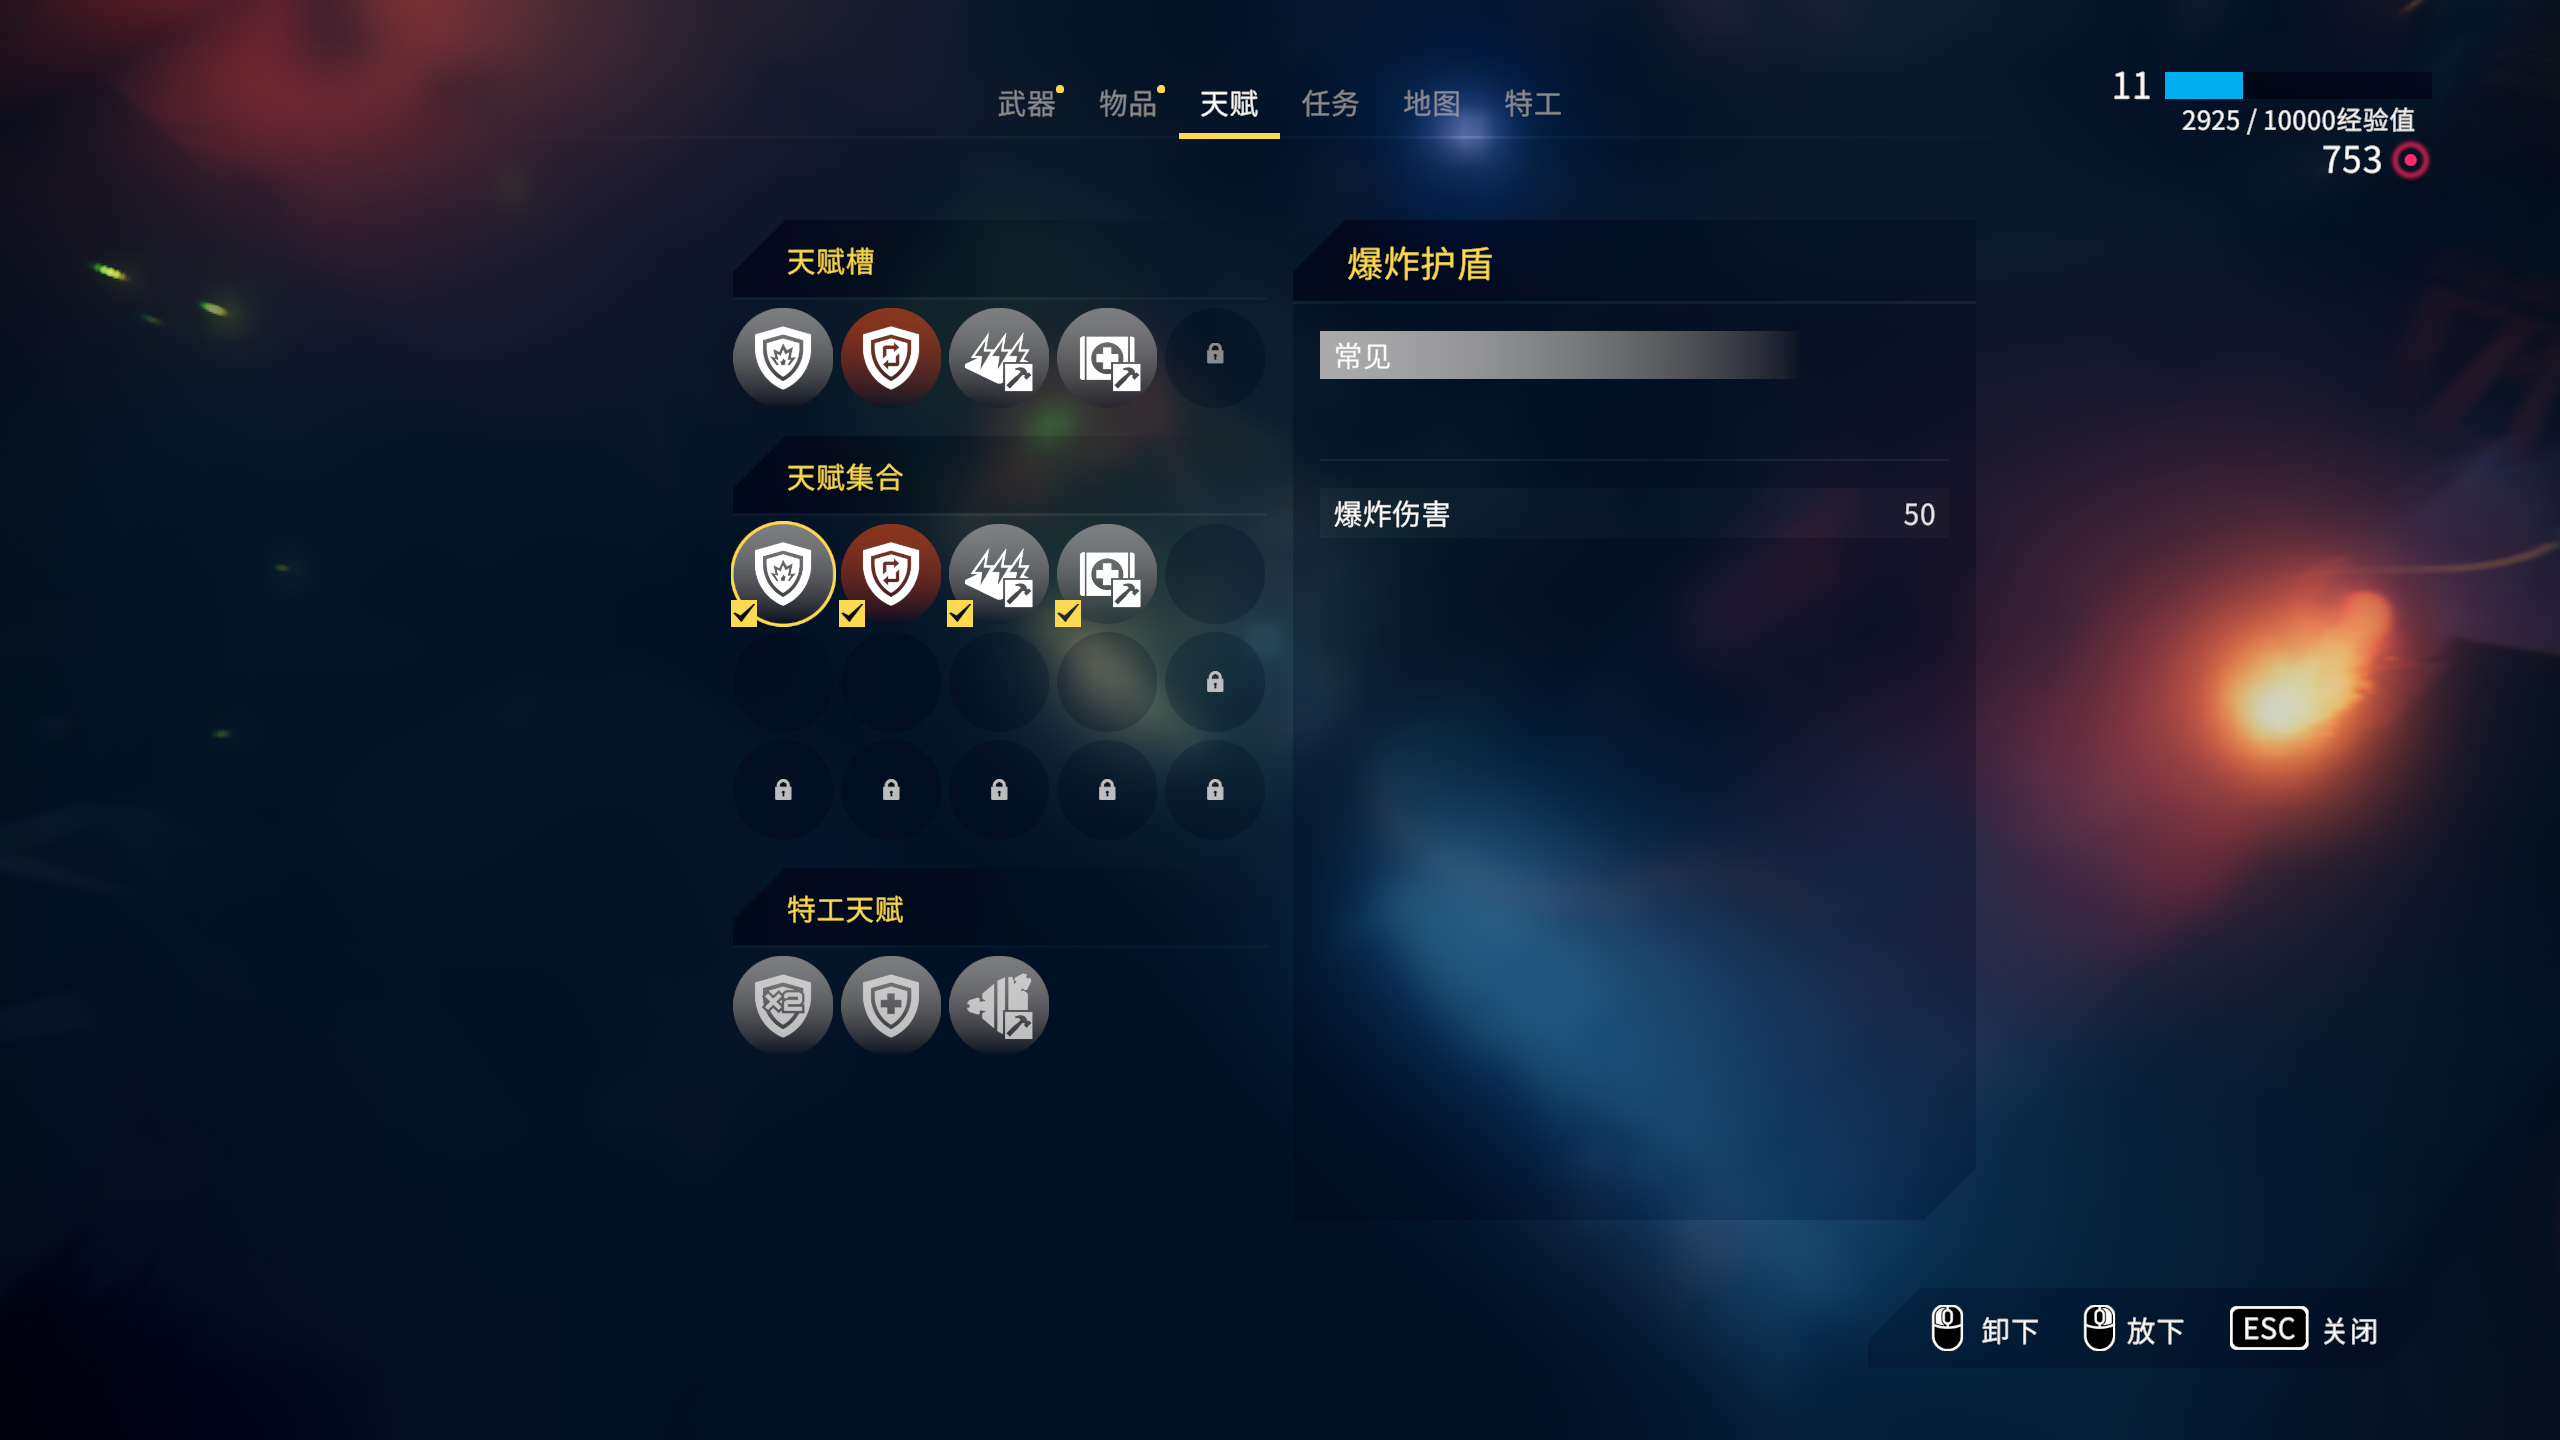 武器 物品 天赋 任务 地图 特工
11
2925 / 10000经验值
753
天赋槽
天赋集合
X2
特工天赋
爆炸护盾
常见
爆炸伤害 50
卸下 放下 ESC 关闭